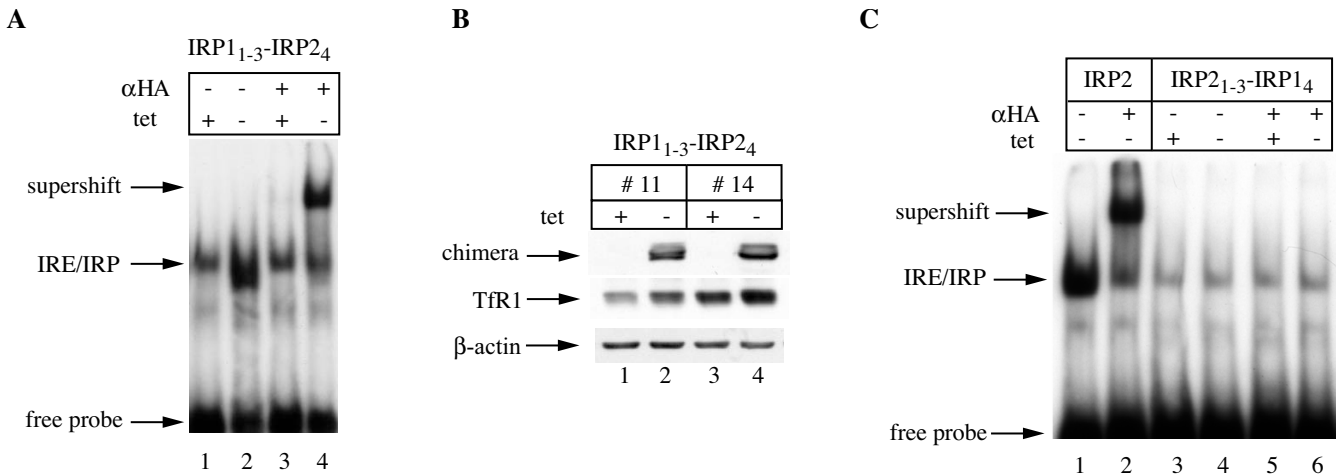 A
IRP1₁₋₃-IRP2₄
αHA - - + +
tet + - + -
supershift
IRE/IRP
free probe
1 2 3 4
B
IRP1₁₋₃-IRP2₄
# 11 # 14
tet + - + -
chimera
TfR1
β-actin
1 2 3 4
C
IRP2 IRP2₁₋₃-IRP1₄
αHA - + - - + +
tet - - + - + -
supershift
IRE/IRP
free probe
1 2 3 4 5 6